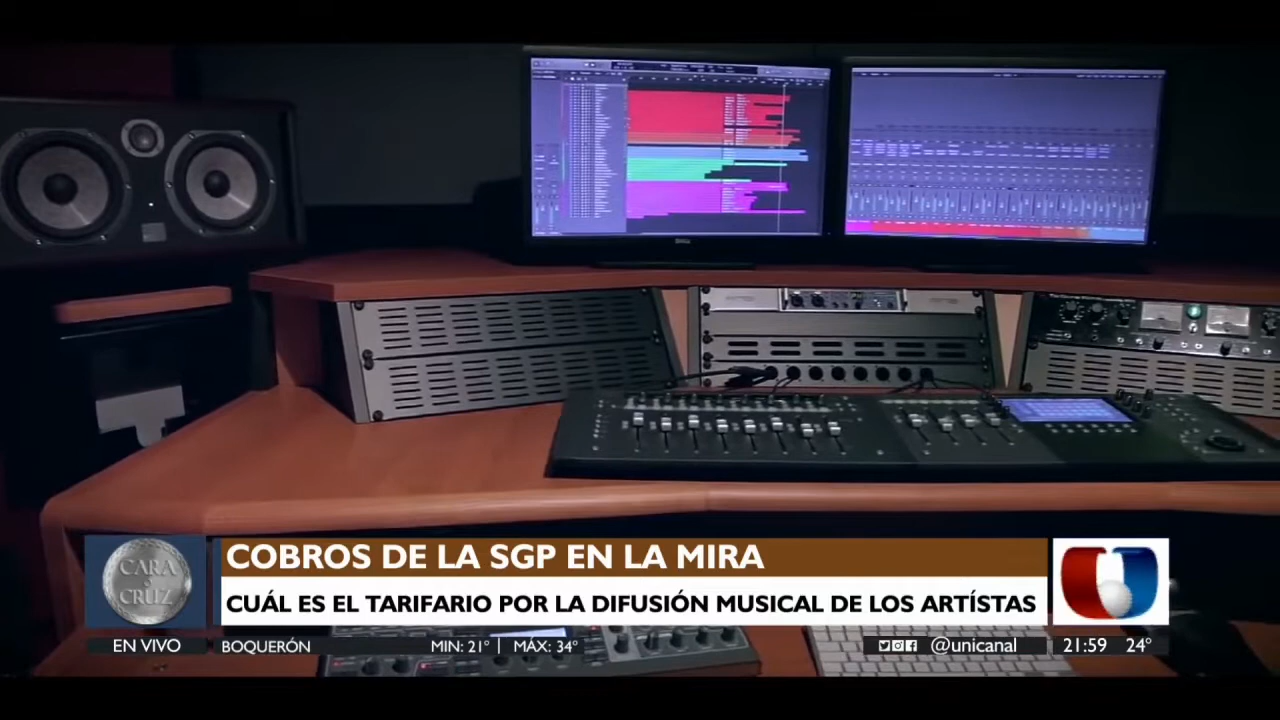 COBROS DE LA SGP EN LA MIRA
CARA & CRUZ
CUÁL ES EL TARIFARIO POR LA DIFUSIÓN MUSICAL DE LOS ARTÍSTAS
EN VIVO
BOQUERÓN
MIN: 21° | MÁX: 34°
@unicanal
21:59 24°